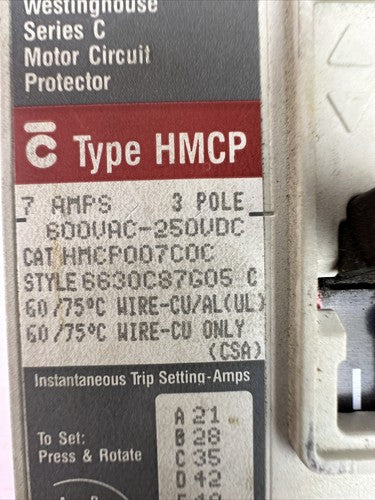 Westinghouse
Series C
Motor Circuit
Protector
C Type HMCP
7 AMPS 3 POLE
600VAC-250VDC
CAT HMCP007C0C
STYLE 6630C87G05 C
60/75°C WIRE-CU/AL(UL)
60/75°C WIRE-CU ONLY
(CSA)
Instantaneous Trip Setting-Amps
To Set:
Press & Rotate
A 21
B 28
C 35
D 42